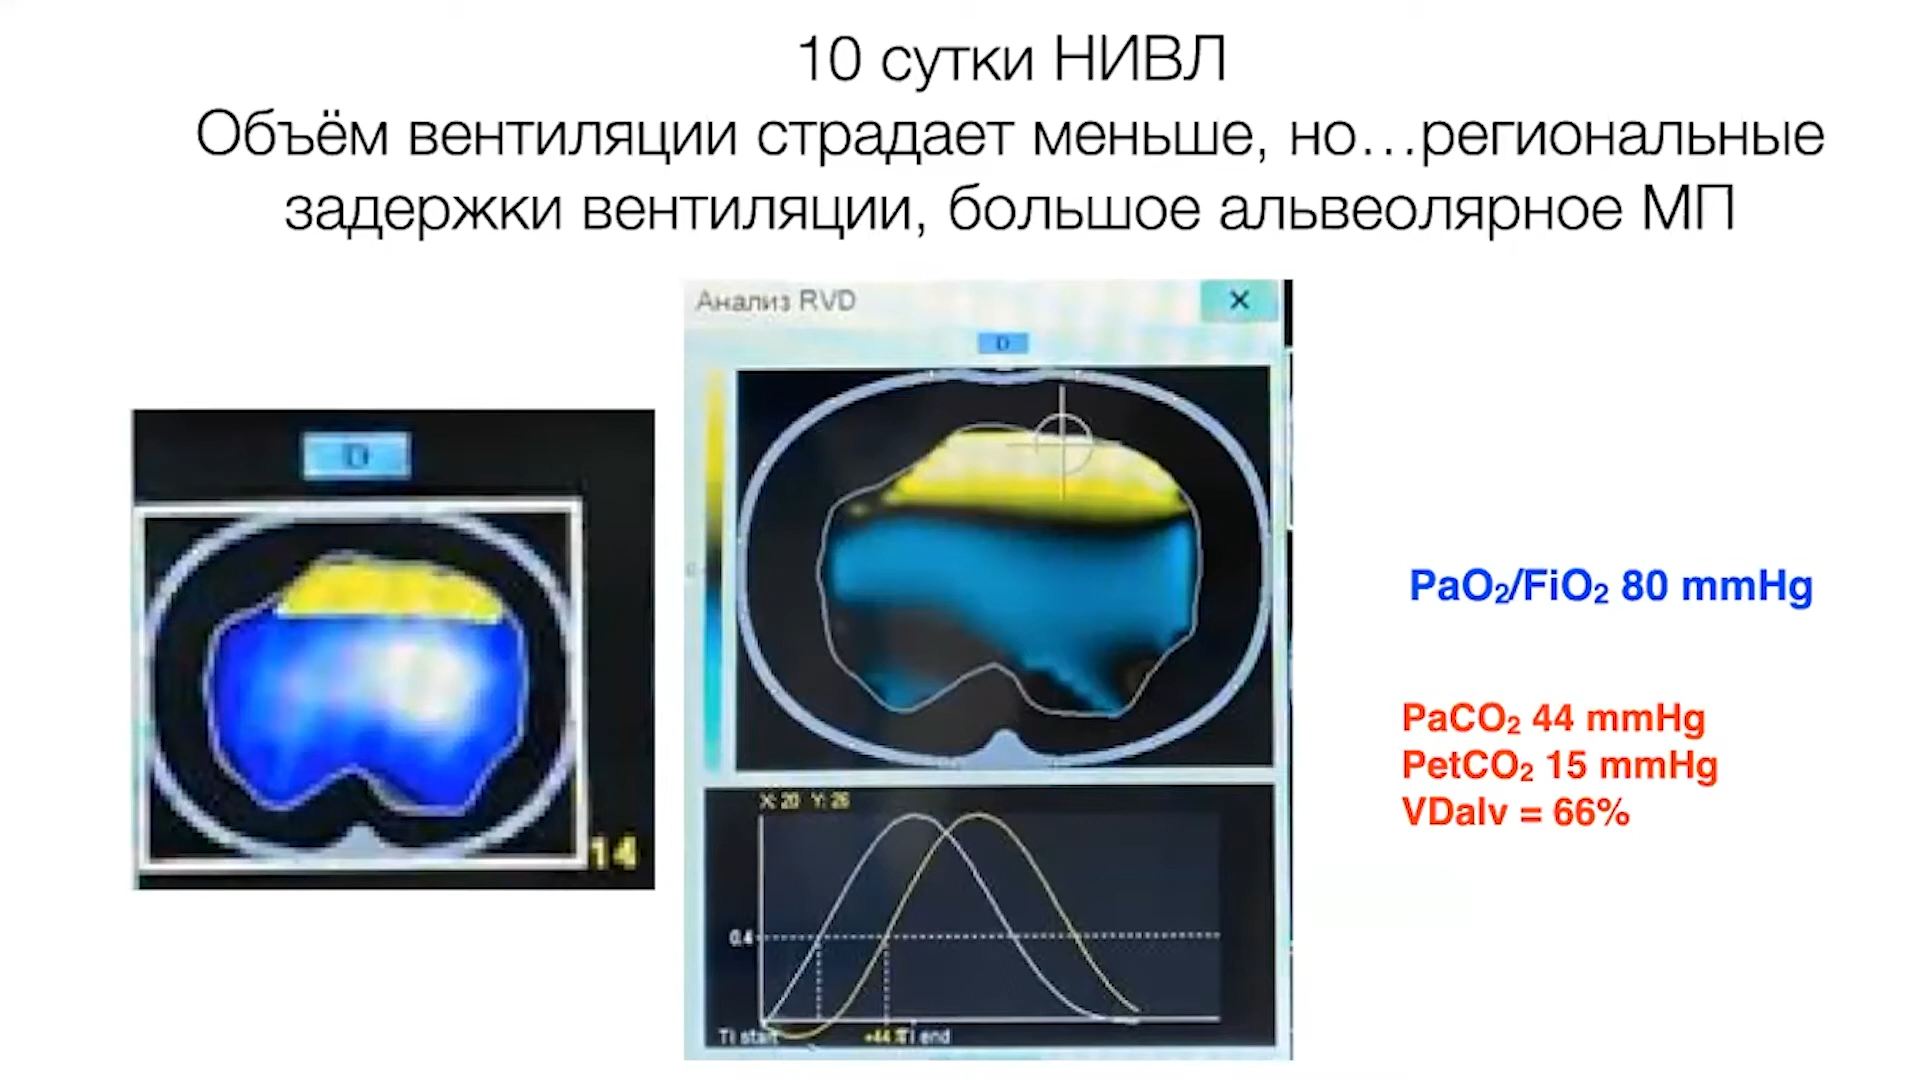 10 сутки НИВЛ
Объём вентиляции страдает меньше, но…региональные
задержки вентиляции, большое альвеолярное МП
Анализ RVD
D
D
14
PaO₂/FiO₂ 80 mmHg
PaCO₂ 44 mmHg
PetCO₂ 15 mmHg
VDalv = 66%
X: 20 Y: 26
0.4
TI start
+44 %
TI end